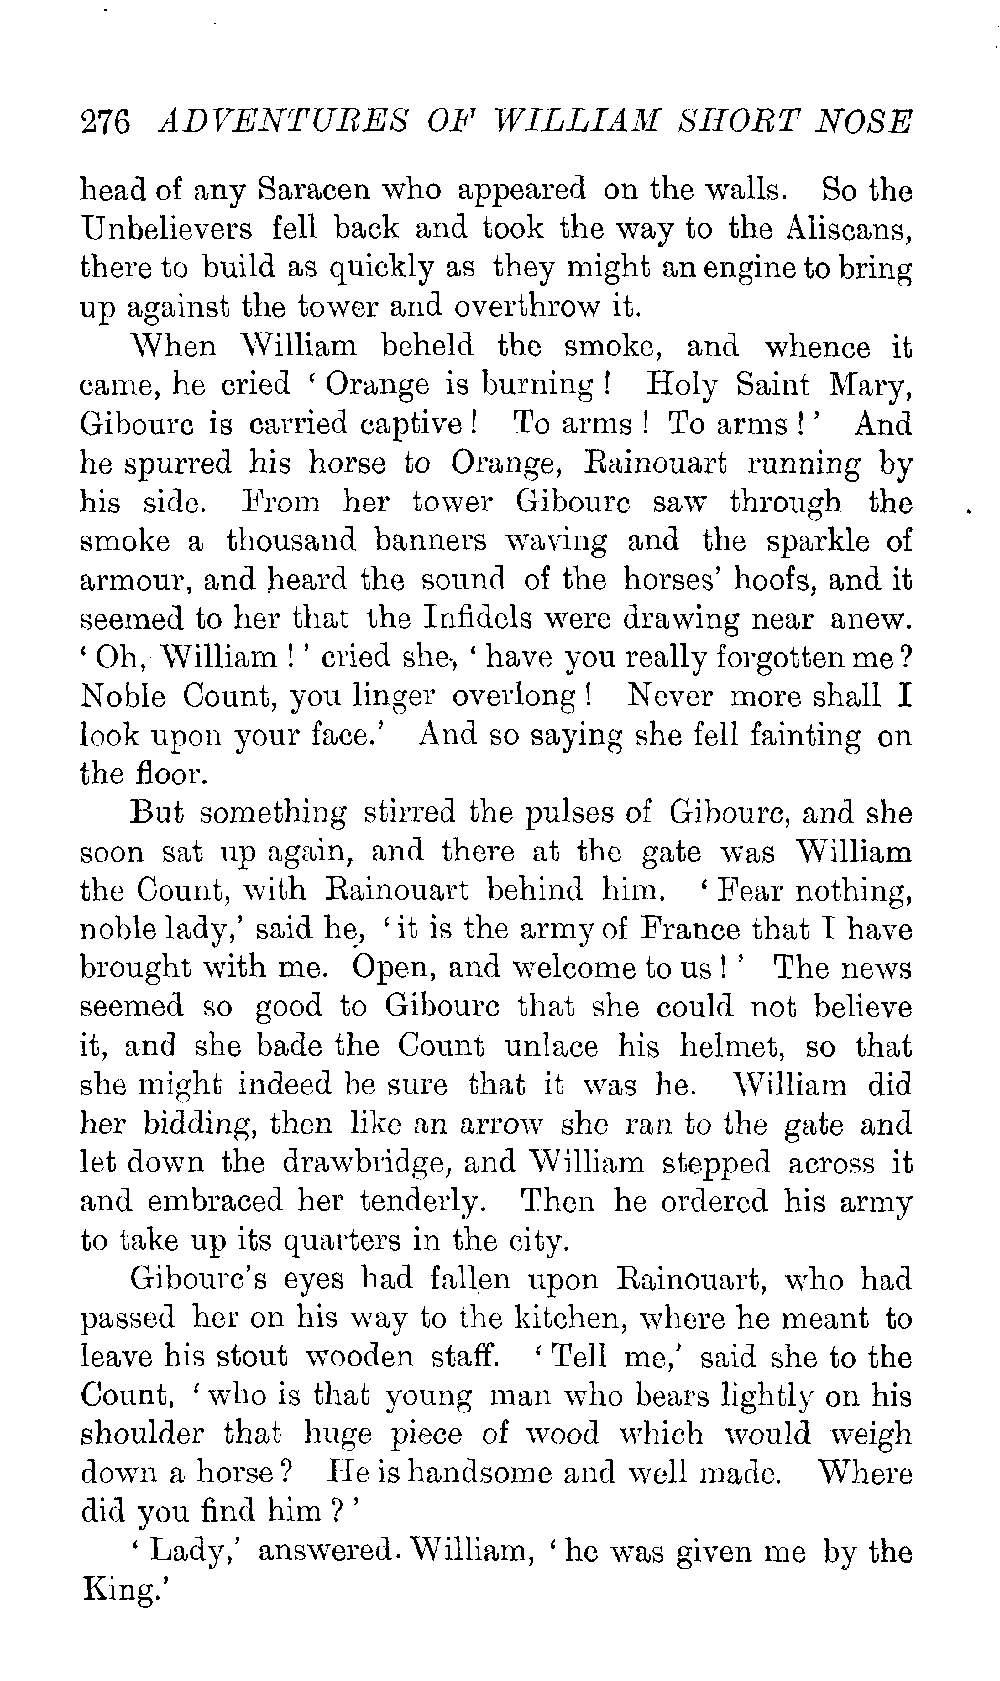 276 ADVENTURES OF WILLIAM SHORT NOSE
head of any Saracen who appeared on the walls. So the
Unbelievers fell back and took the way to the Aliscans,
there to build as quickly as they might an engine to bring
up against the tower and overthrow it.
When William beheld the smoke, and whence it
came, he cried ‘ Orange is burning ! Holy Saint Mary,
Gibourc is carried captive ! To arms ! To arms ! ’ And
he spurred his horse to Orange, Rainouart running by
his side. From her tower Gibourc saw through the
smoke a thousand banners waving and the sparkle of
armour, and heard the sound of the horses’ hoofs, and it
seemed to her that the Infidels were drawing near anew.
‘ Oh, William ! ’ cried she, ‘ have you really forgotten me ?
Noble Count, you linger overlong ! Never more shall I
look upon your face.’ And so saying she fell fainting on
the floor.
But something stirred the pulses of Gibourc, and she
soon sat up again, and there at the gate was William
the Count, with Rainouart behind him. ‘ Fear nothing,
noble lady,’ said he, ‘ it is the army of France that I have
brought with me. Open, and welcome to us ! ’ The news
seemed so good to Gibourc that she could not believe
it, and she bade the Count unlace his helmet, so that
she might indeed be sure that it was he. William did
her bidding, then like an arrow she ran to the gate and
let down the drawbridge, and William stepped across it
and embraced her tenderly. Then he ordered his army
to take up its quarters in the city.
Gibourc’s eyes had fallen upon Rainouart, who had
passed her on his way to the kitchen, where he meant to
leave his stout wooden staff. ‘ Tell me,’ said she to the
Count, ‘ who is that young man who bears lightly on his
shoulder that huge piece of wood which would weigh
down a horse ? He is handsome and well made. Where
did you find him ? ’
‘ Lady,’ answered William, ‘ he was given me by the
King.’